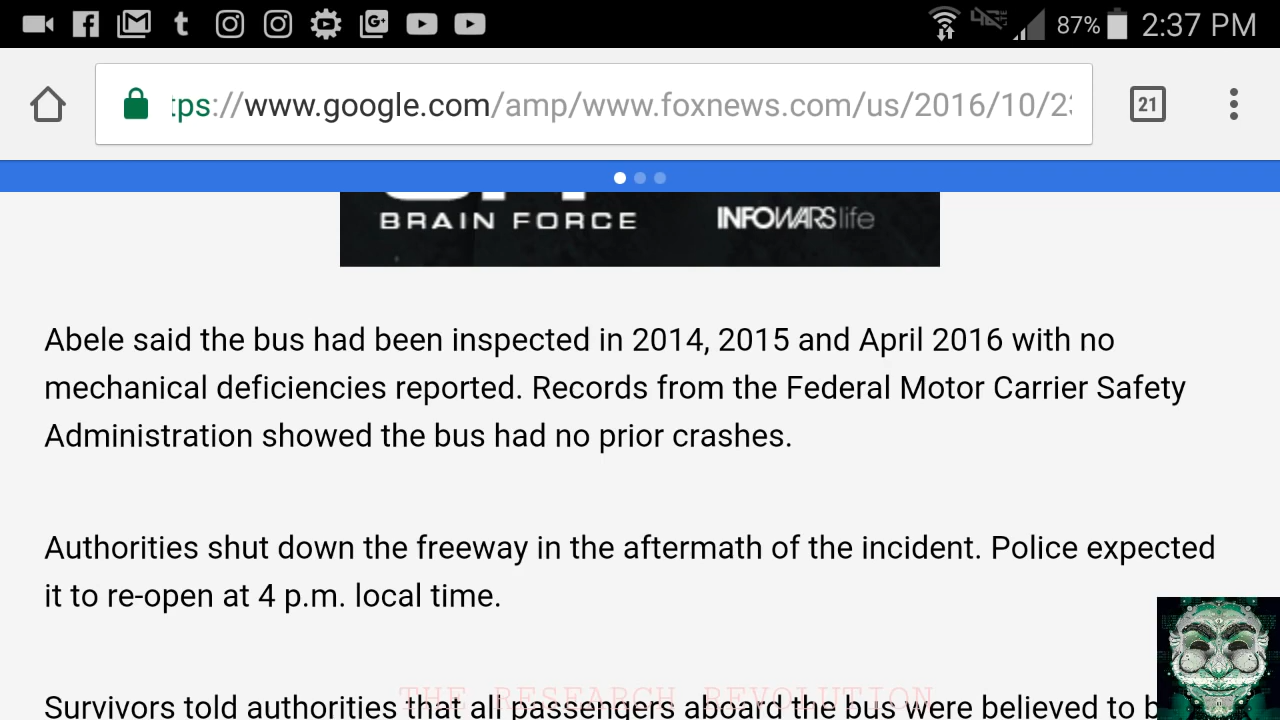 87% 2:37 PM
tps://www.google.com/amp/www.foxnews.com/us/2016/10/2
21
BRAIN FORCE INFOWARSlife
Abele said the bus had been inspected in 2014, 2015 and April 2016 with no
mechanical deficiencies reported. Records from the Federal Motor Carrier Safety
Administration showed the bus had no prior crashes.
Authorities shut down the freeway in the aftermath of the incident. Police expected
it to re-open at 4 p.m. local time.
THE RESEARCH REVOLUTION
Survivors told authorities that all passengers aboard the bus were believed to b